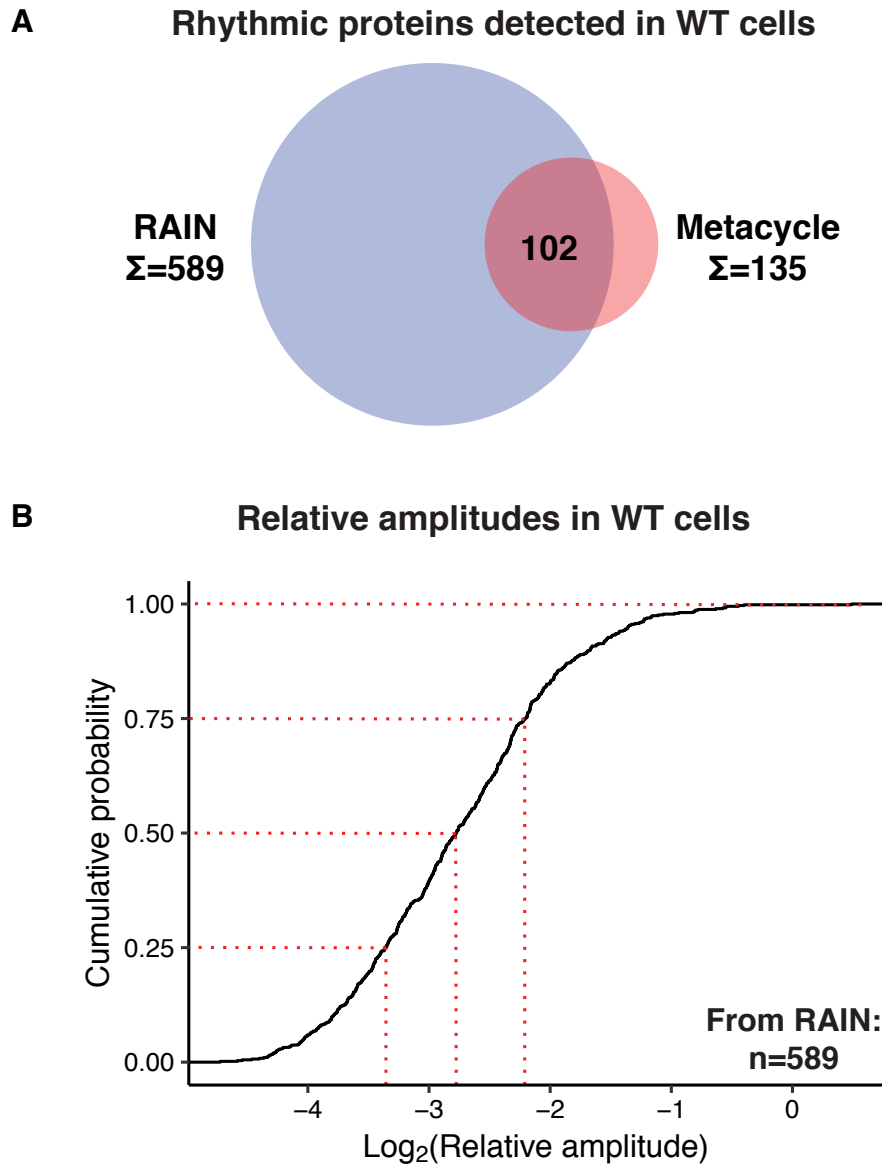 A
Rhythmic proteins detected in WT cells
RAIN
Σ=589
102
Metacycle
Σ=135
B
Relative amplitudes in WT cells
Cumulative probability
1.00
0.75
0.50
0.25
0.00
From RAIN:
n=589
−4 −3 −2 −1 0
Log₂(Relative amplitude)